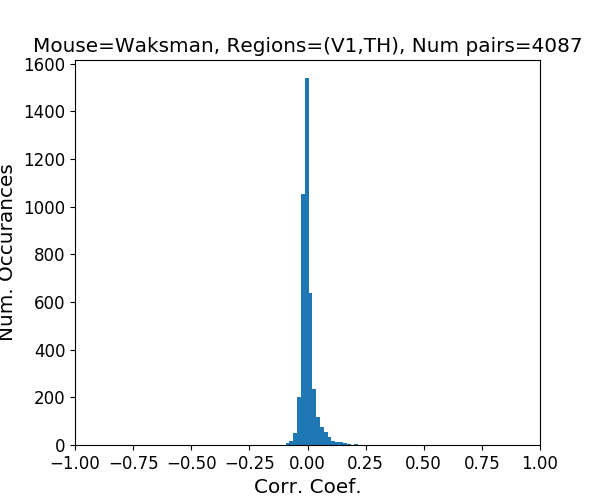 Mouse=Waksman, Regions=(V1,TH), Num pairs=4087
1600
1400
1200
1000
800
600
400
200
0
Num. Occurances
−1.00 −0.75 −0.50 −0.25 0.00 0.25 0.50 0.75 1.00
Corr. Coef.